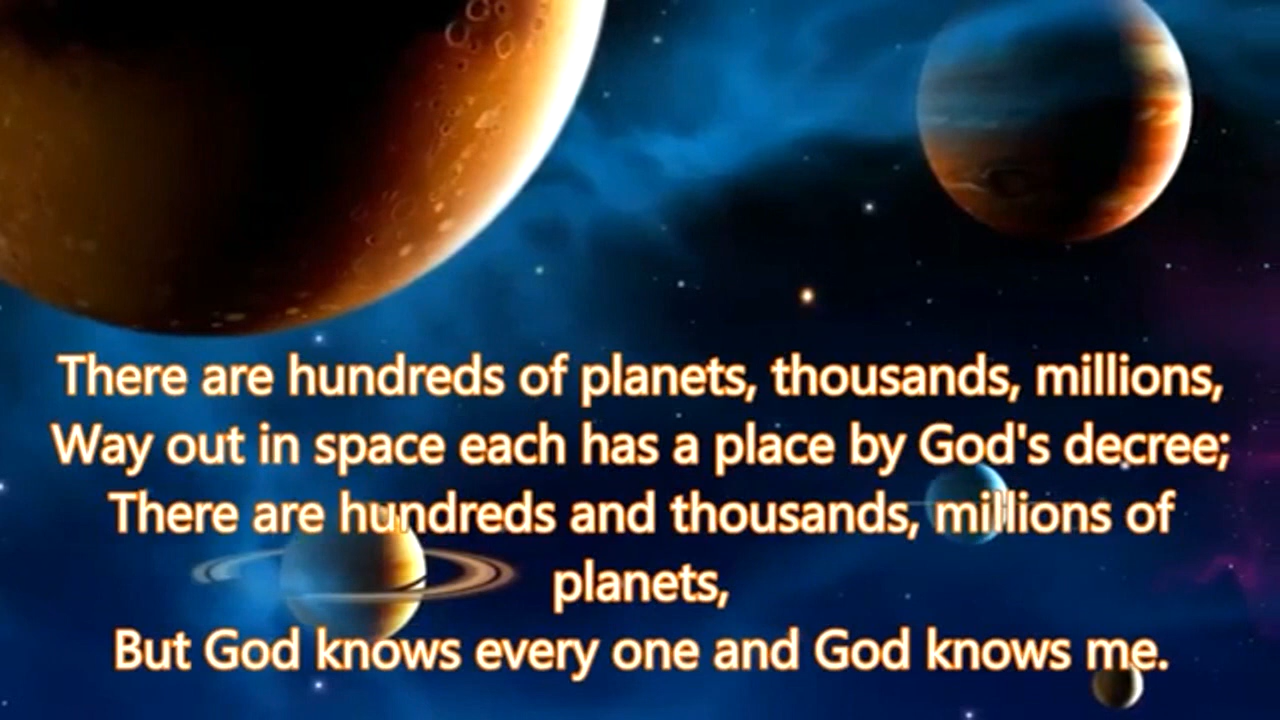 There are hundreds of planets, thousands, millions,
Way out in space each has a place by God's decree;
There are hundreds and thousands, millions of
planets,
But God knows every one and God knows me.